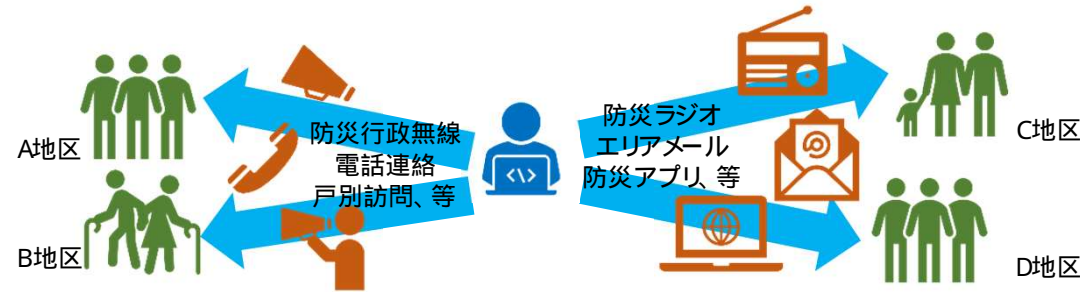 A地区
B地区
防災行政無線
電話連絡
戸別訪問、等
防災ラジオ
エリアメール
防災アプリ、等
C地区
D地区